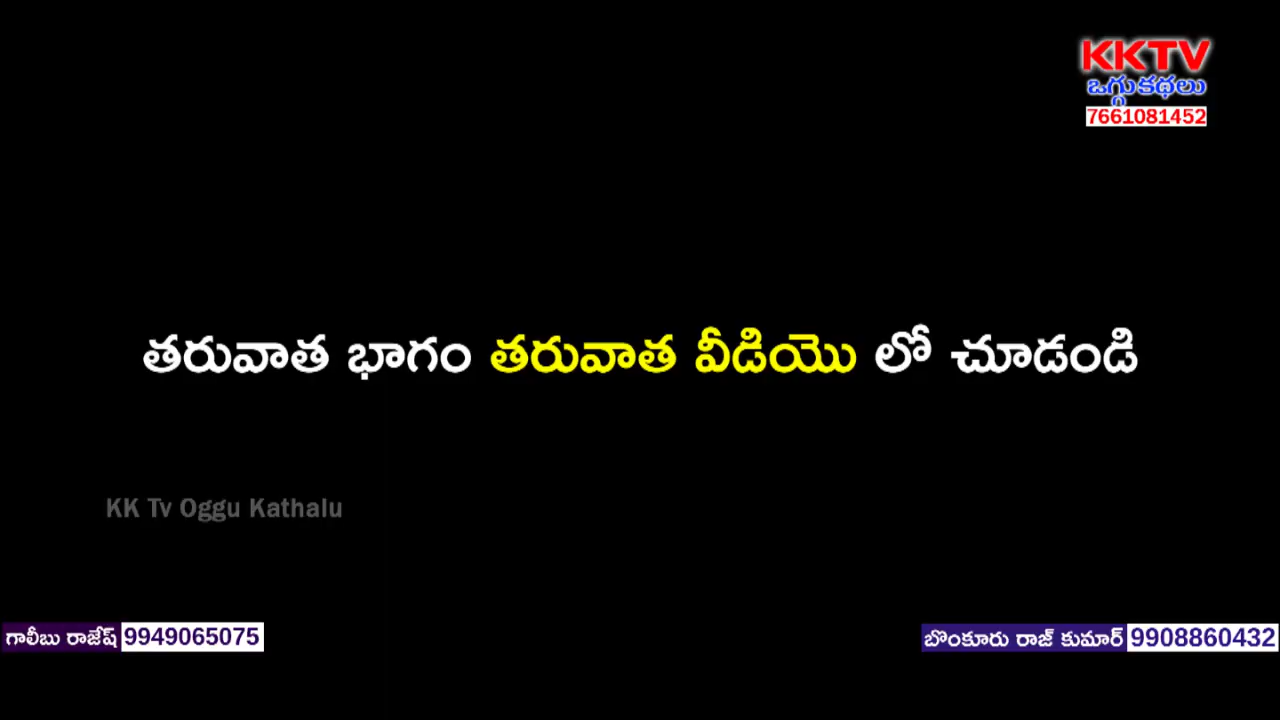 KKTV
ఒగ్గుకథలు
7661081452
తరువాత భాగం తరువాత వీడియొ లో చూడండి
KK Tv Oggu Kathalu
గాలీబు రాజేష్ 9949065075
బొంకూరు రాజ్ కుమార్ 9908860432